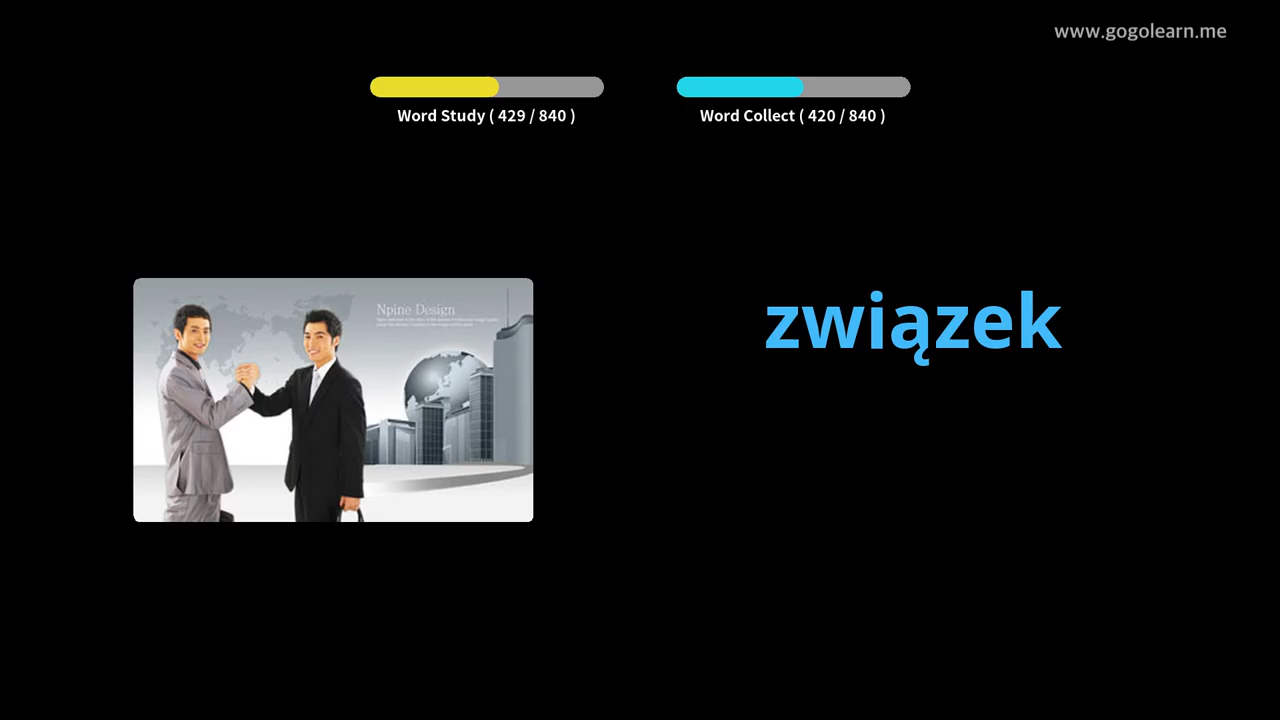 www.gogolearn.me
Word Study ( 429 / 840 )
Word Collect ( 420 / 840 )
Npine Design
związek